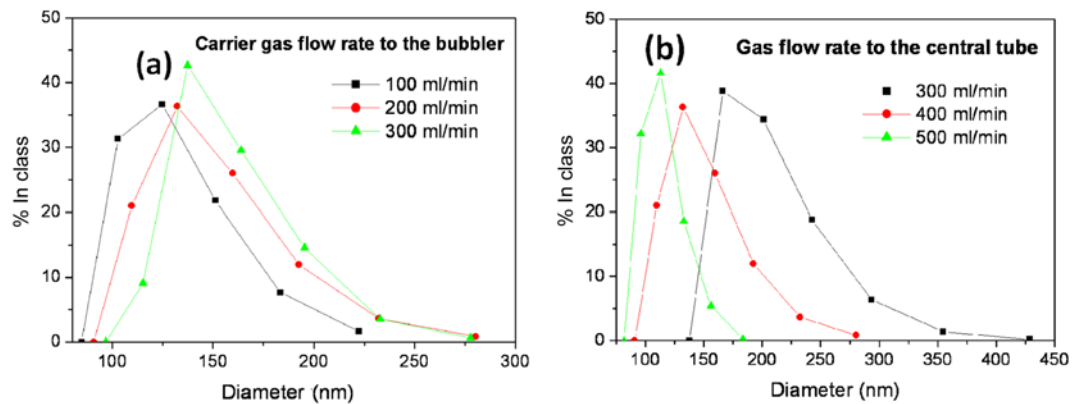 (a)
Carrier gas flow rate to the bubbler
100 ml/min
200 ml/min
300 ml/min
% In class
50
40
30
20
10
0
100
150
200
250
300
Diameter (nm)
(b)
Gas flow rate to the central tube
300 ml/min
400 ml/min
500 ml/min
% In class
50
40
30
20
10
0
100
150
200
250
300
350
400
450
Diameter (nm)